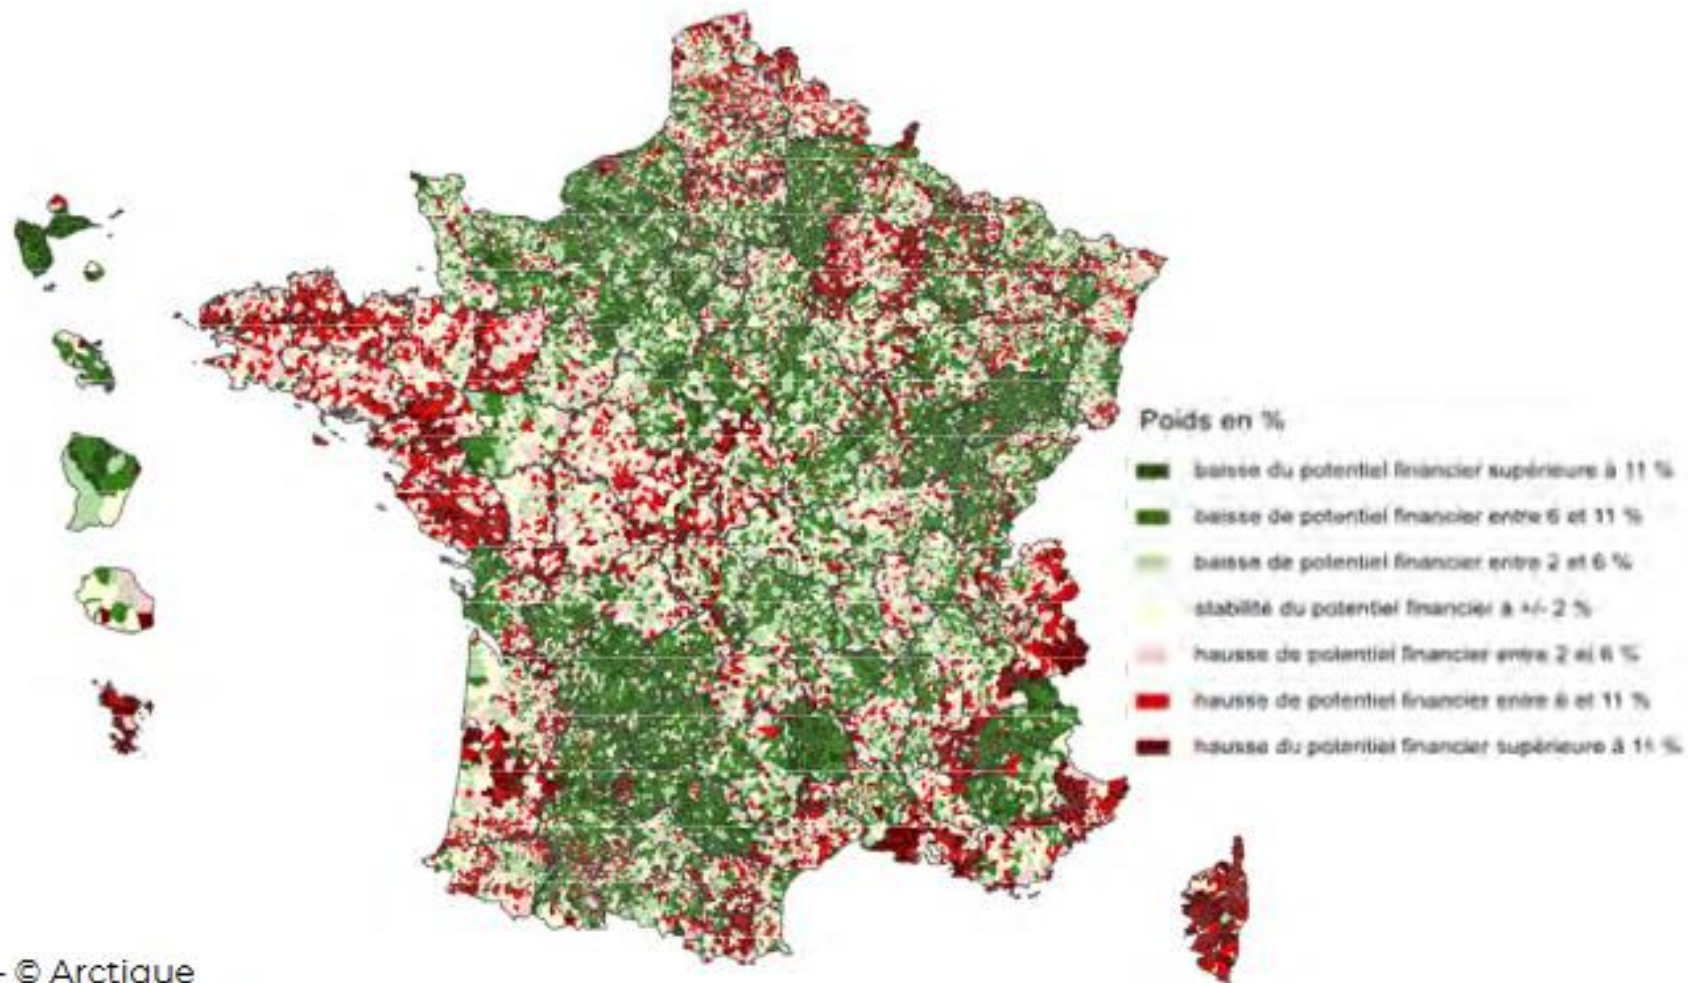 Poids en %
baisse du potentiel financier supérieure à 11 %
baisse de potentiel financier entre 6 et 11 %
baisse de potentiel financier entre 2 et 6 %
stabilité du potentiel financier à +/- 2 %
hausse de potentiel financier entre 2 et 6 %
hausse de potentiel financier entre 6 et 11 %
hausse du potentiel financier supérieure à 11 %
- © Arctique